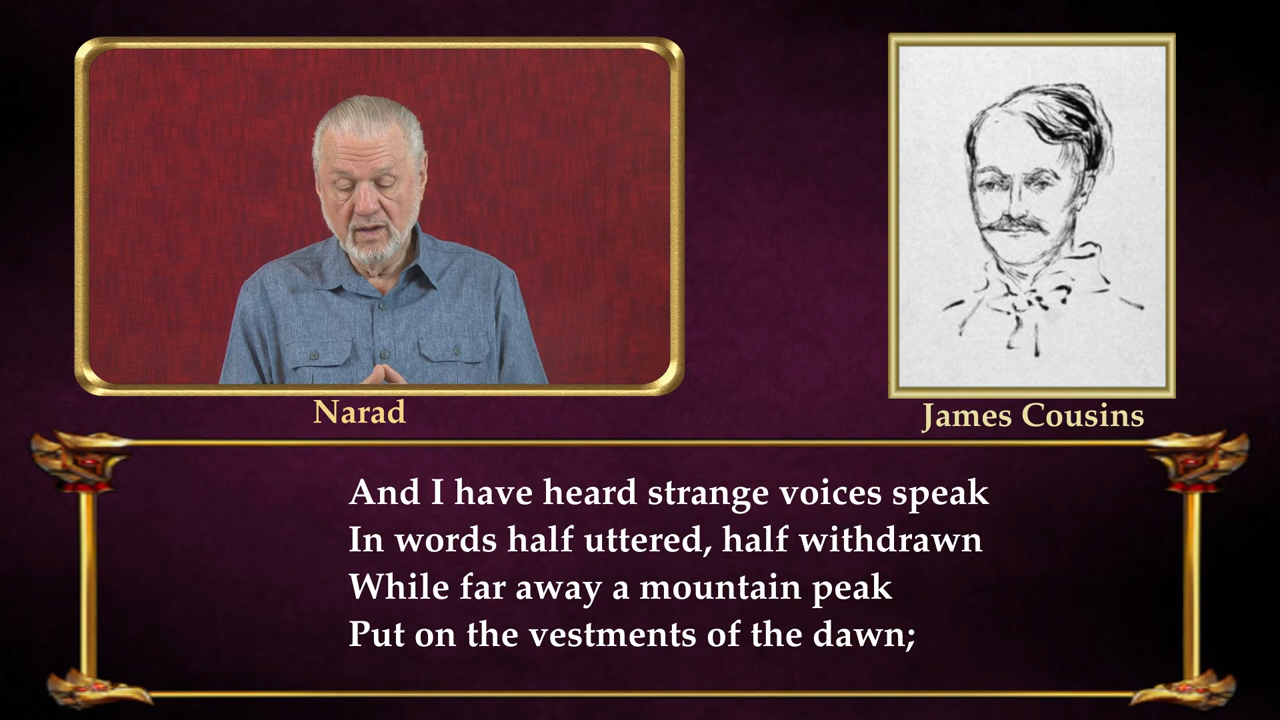 Narad
James Cousins
And I have heard strange voices speak
In words half uttered, half withdrawn
While far away a mountain peak
Put on the vestments of the dawn;